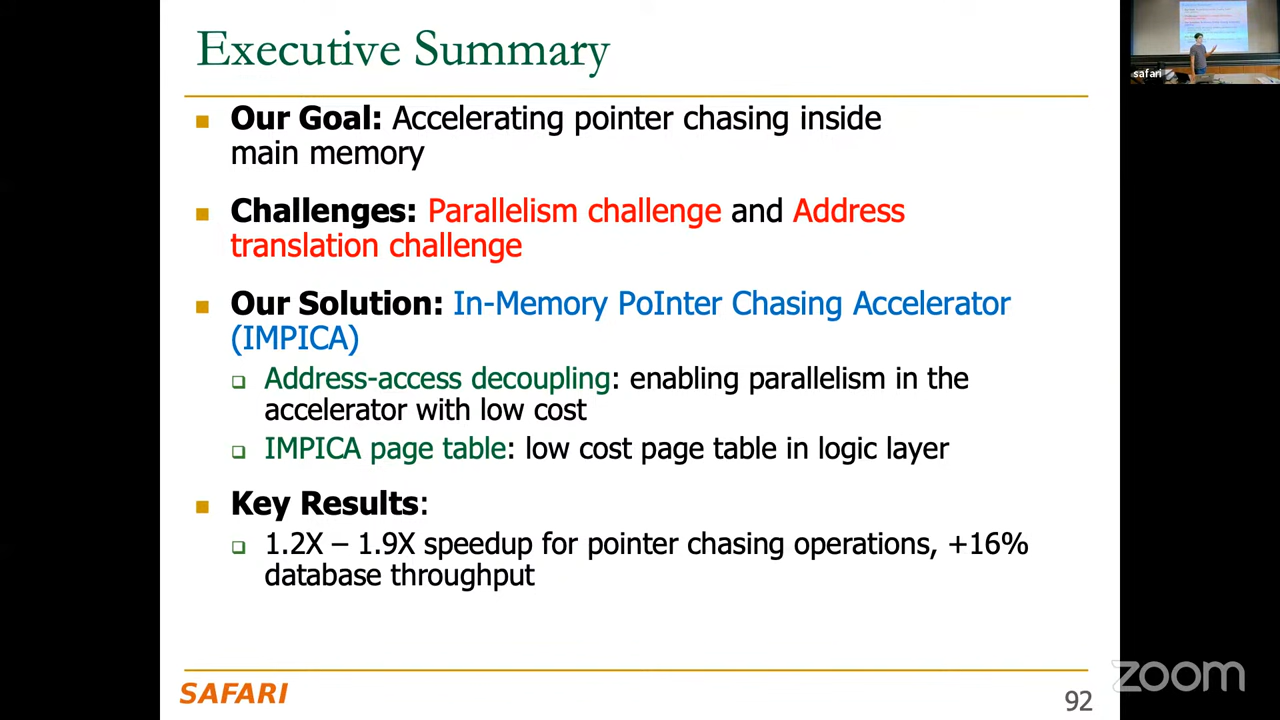 Executive Summary
Our Goal: Accelerating pointer chasing inside
main memory
Challenges: Parallelism challenge and Address
translation challenge
Our Solution: In-Memory PoInter Chasing Accelerator
(IMPICA)
Address-access decoupling: enabling parallelism in the
accelerator with low cost
IMPICA page table: low cost page table in logic layer
Key Results:
1.2X – 1.9X speedup for pointer chasing operations, +16%
database throughput
SAFARI
92
safari
zoom